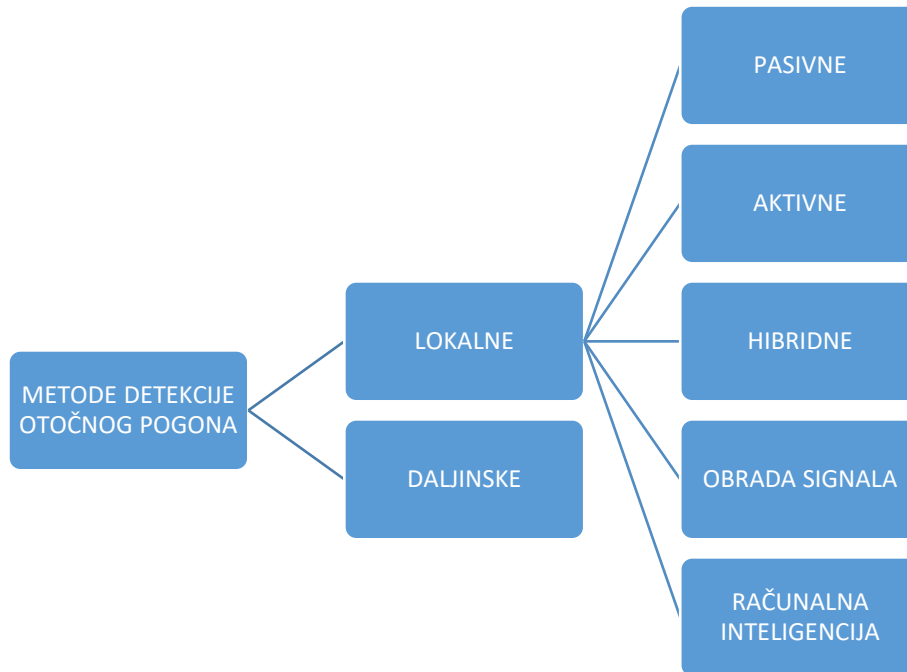 METODE DETEKCIJE
OTOČNOG POGONA
LOKALNE
DALJINSKE
PASIVNE
AKTIVNE
HIBRIDNE
OBRADA SIGNALA
RAČUNALNA
INTELIGENCIJA